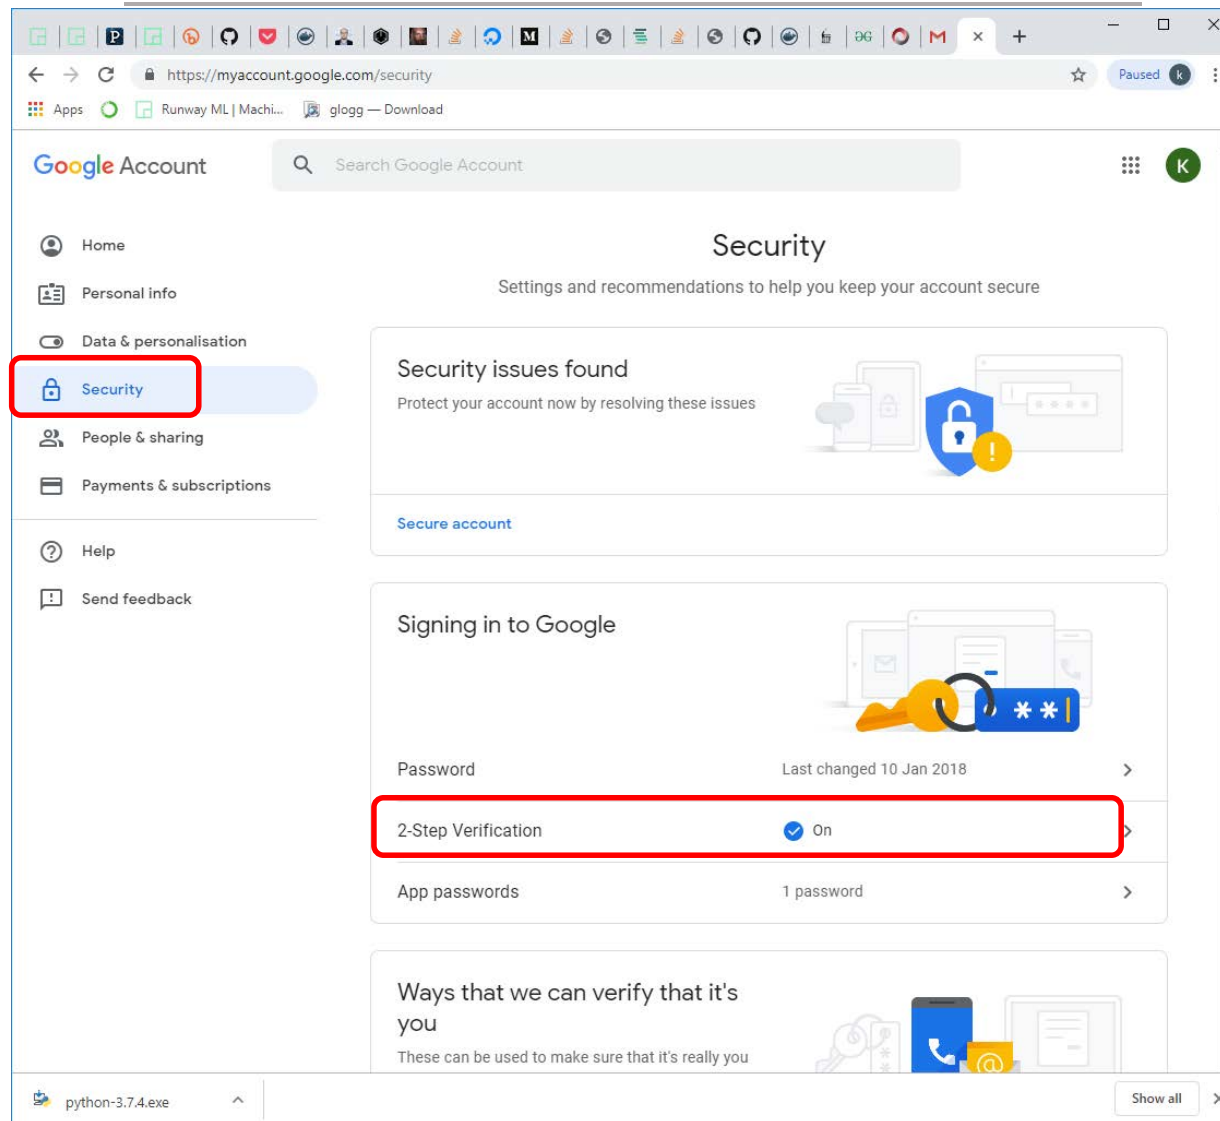 https://myaccount.google.com/security
Paused k
Apps Runway ML | Machi... glogg — Download
Google Account Search Google Account K
Home
Personal info
Data & personalisation
Security
People & sharing
Payments & subscriptions
Help
Send feedback
Security
Settings and recommendations to help you keep your account secure
Security issues found
Protect your account now by resolving these issues
Secure account
Signing in to Google
Password Last changed 10 Jan 2018
2-Step Verification On
App passwords 1 password
Ways that we can verify that it's
you
These can be used to make sure that it's really you
python-3.7.4.exe Show all